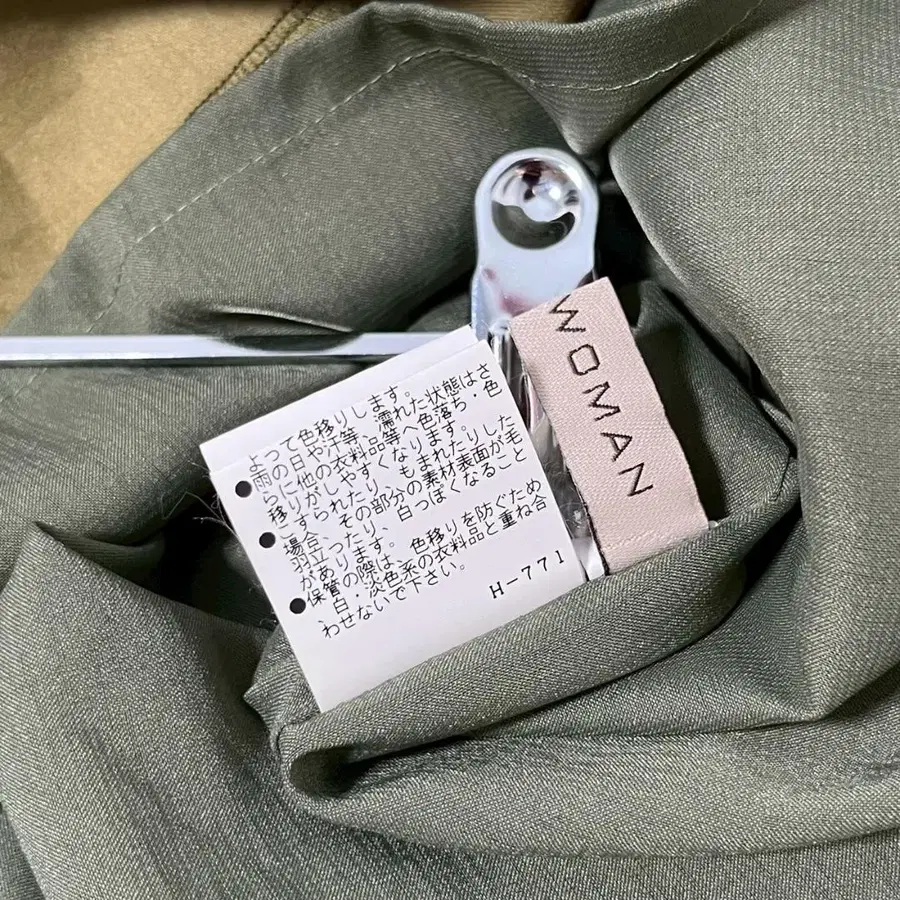 よって色移りします。
●雨の日や汗等、濡れた状態はさ
らに他の衣料品等へ色落ち・色
移りがしやすくなります。
●こすられたり、もまれたりした
場合、その部分の素材表面が毛
羽立ったり、白っぽくなること
があります。
●保管の際は、色移りを防ぐため
白・淡色系の衣料品と重ね合
わせないで下さい。
H-771
WOMAN